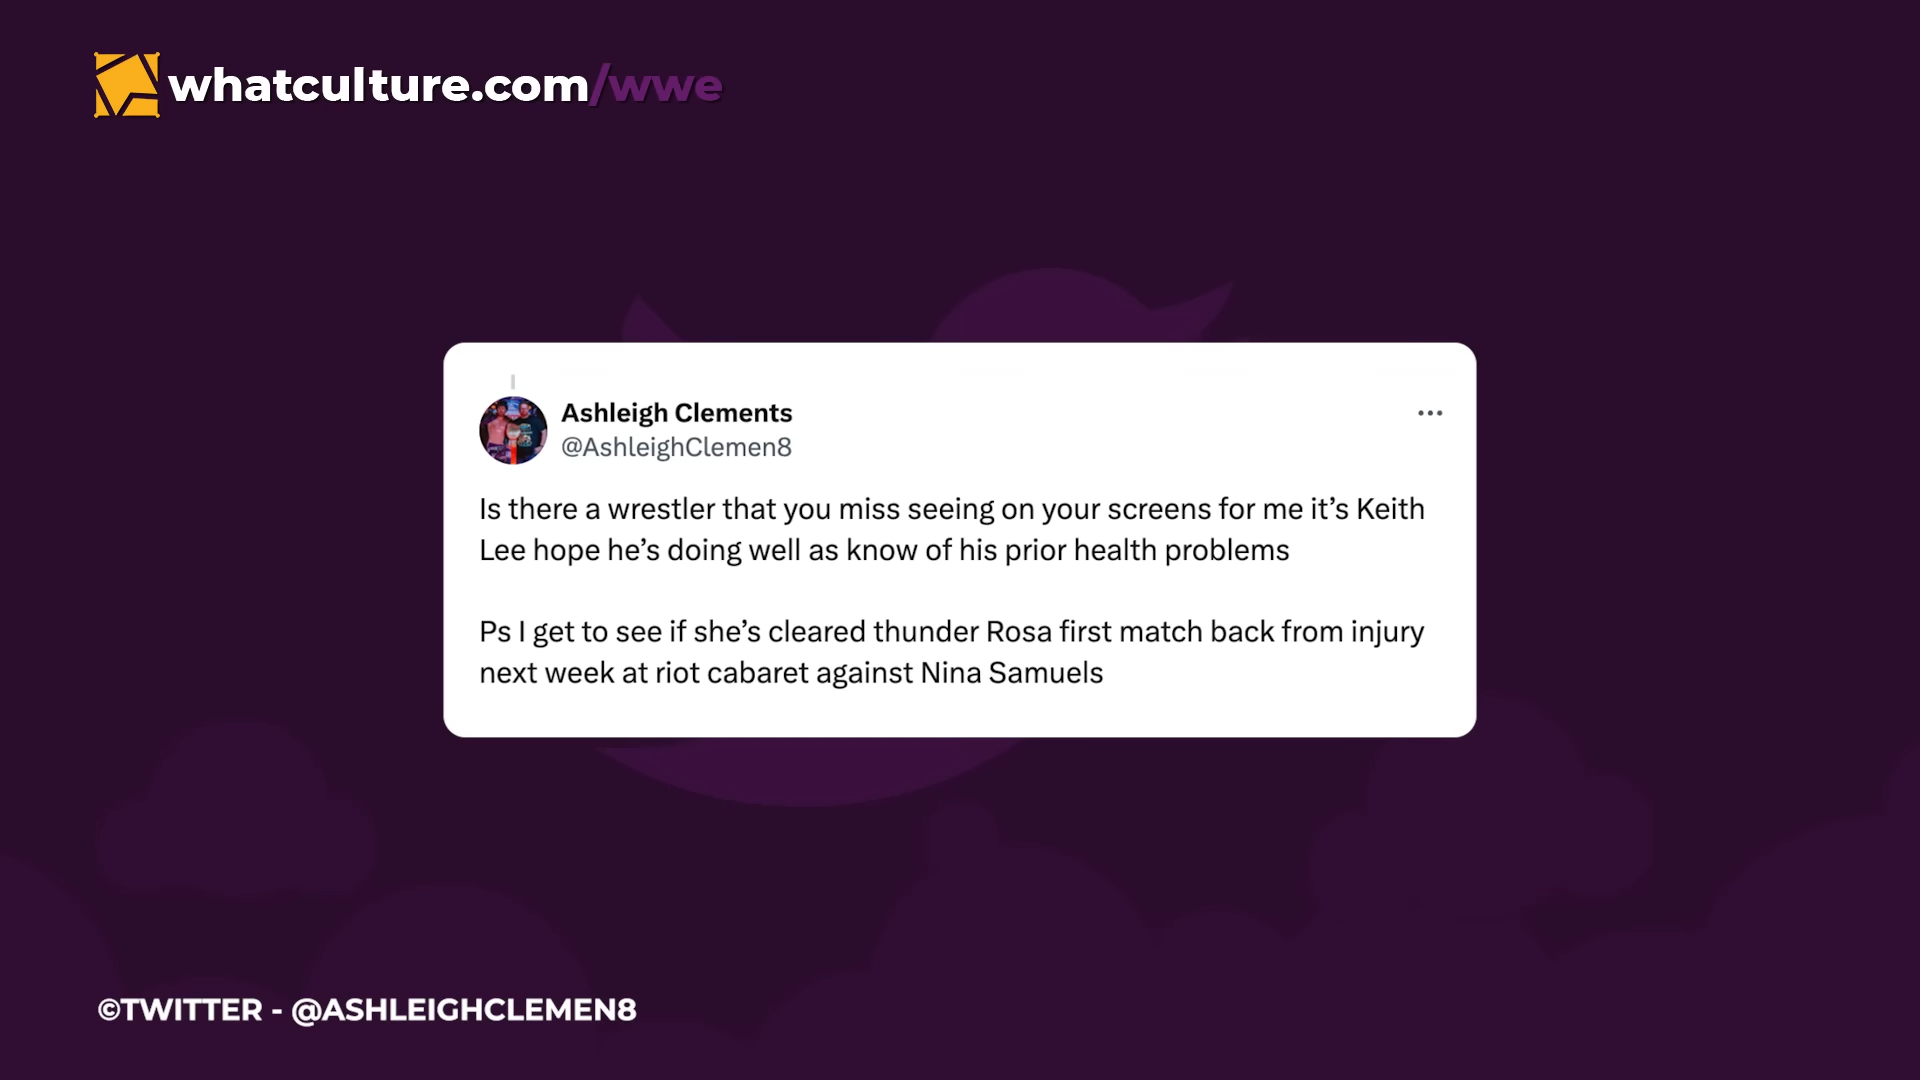 whatculture.com/wwe
Ashleigh Clements
@AshleighClemen8
Is there a wrestler that you miss seeing on your screens for me it’s Keith
Lee hope he’s doing well as know of his prior health problems
Ps I get to see if she’s cleared thunder Rosa first match back from injury
next week at riot cabaret against Nina Samuels
©TWITTER - @ASHLEIGHCLEMEN8